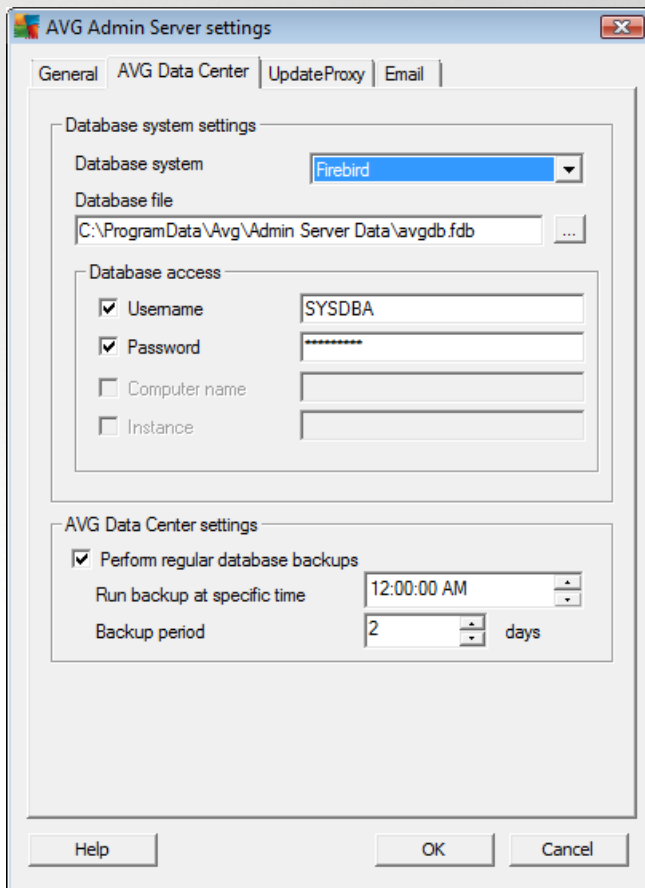 AVG Admin Server settings
General AVG Data Center UpdateProxy Email
Database system settings
Database system Firebird
Database file
C:\ProgramData\Avg\Admin Server Data\avgdb.fdb ...
Database access
Username SYSDBA
Password *********
Computer name
Instance
AVG Data Center settings
Perform regular database backups
Run backup at specific time 12:00:00 AM
Backup period 2 days
Help OK Cancel